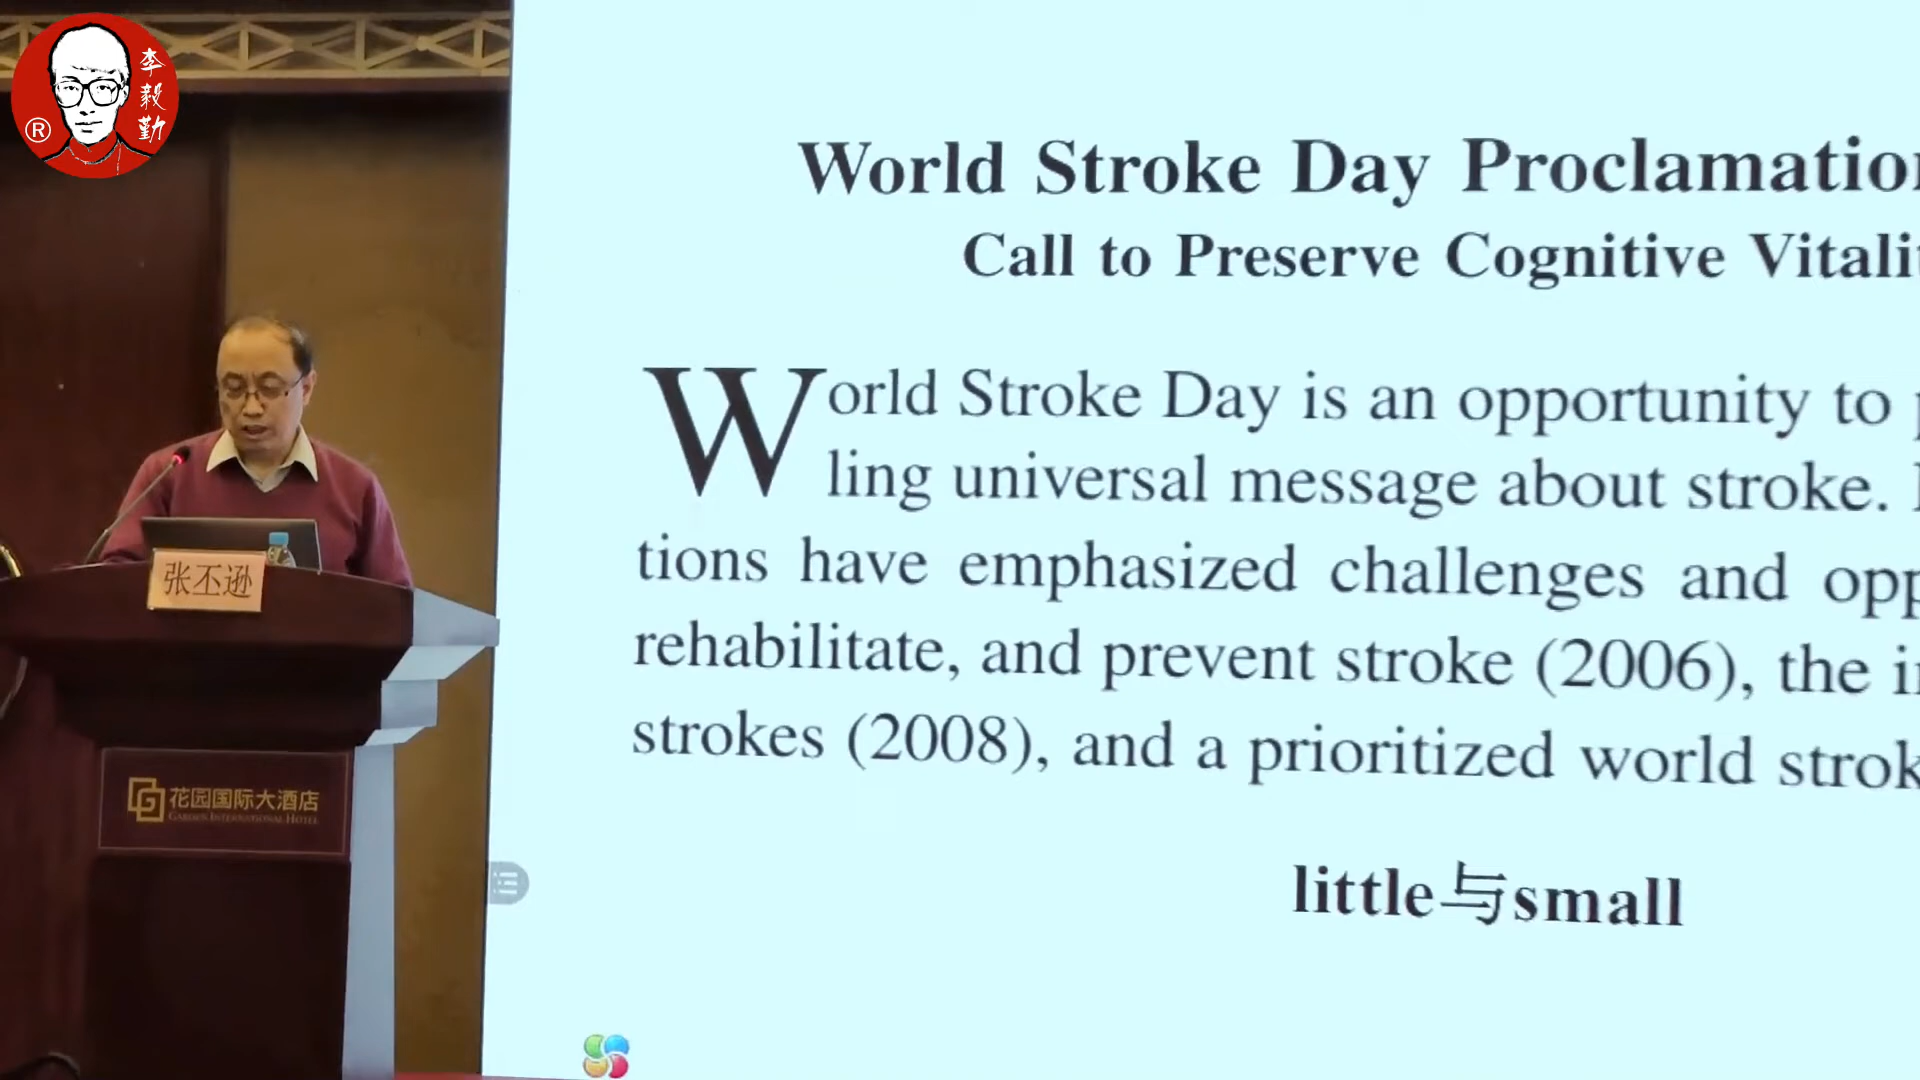 李毅勤
®
World Stroke Day Proclamatio
Call to Preserve Cognitive Vitali
World Stroke Day is an opportunity to
ling universal message about stroke.
tions have emphasized challenges and opp
rehabilitate, and prevent stroke (2006), the i
strokes (2008), and a prioritized world strok
little与small
张丕逊
花园国际大酒店
GARDEN INTERNATIONAL HOTEL